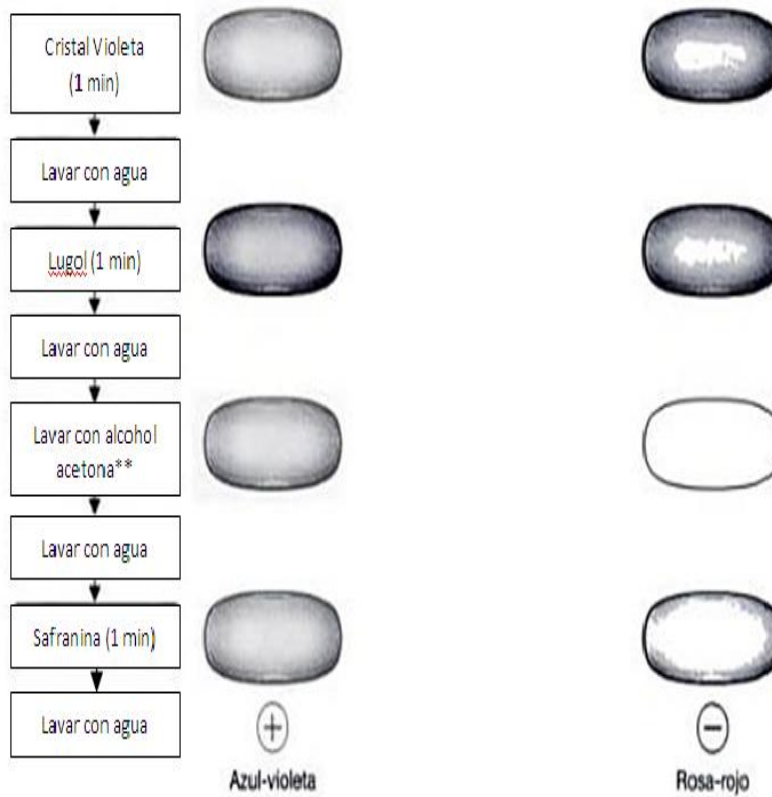 Cristal Violeta
(1 min)
Lavar con agua
Lugol (1 min)
Lavar con agua
Lavar con alcohol
acetona**
Lavar con agua
Safranina (1 min)
Lavar con agua
+
−
Azul-violeta
Rosa-rojo